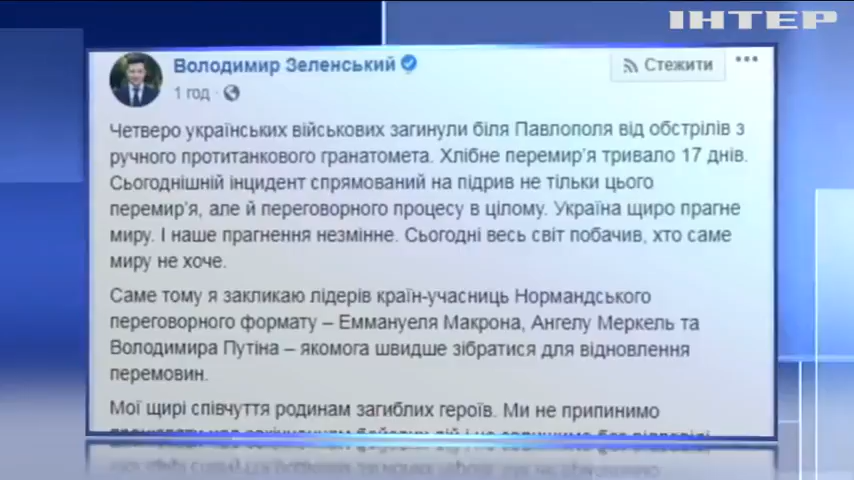 ІНТЕР
Володимир Зеленський
Стежити
1 год
Четверо українських військових загинули біля Павлополя від обстрілів з
ручного протитанкового гранатомета. Хлібне перемир'я тривало 17 днів.
Сьогоднішній інцидент спрямований на підрив не тільки цього
перемир'я, але й переговорного процесу в цілому. Україна щиро прагне
миру. І наше прагнення незмінне. Сьогодні весь світ побачив, хто саме
миру не хоче.
Саме тому я закликаю лідерів країн-учасниць Нормандського
переговорного формату – Еммануеля Макрона, Ангелу Меркель та
Володимира Путіна – якомога швидше зібратися для відновлення
перемовин.
Мої щирі співчуття родинам загиблих героїв. Ми не припинимо